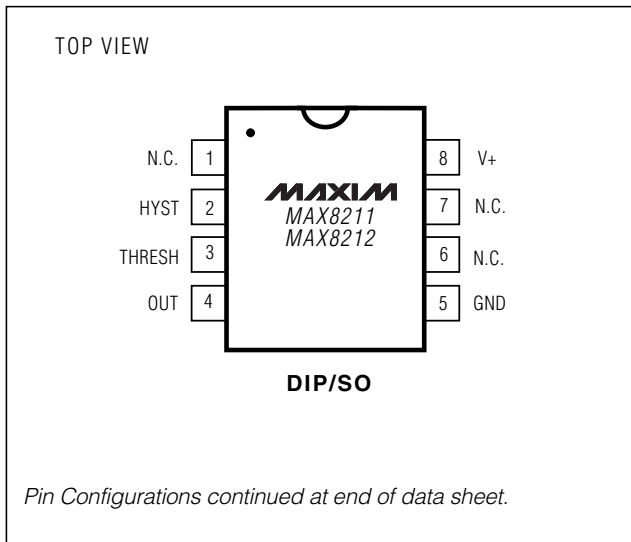 TOP VIEW
N.C. 1
HYST 2
THRESH 3
OUT 4
MAXIM
MAX8211
MAX8212
8 V+
7 N.C.
6 N.C.
5 GND
DIP/SO
Pin Configurations continued at end of data sheet.